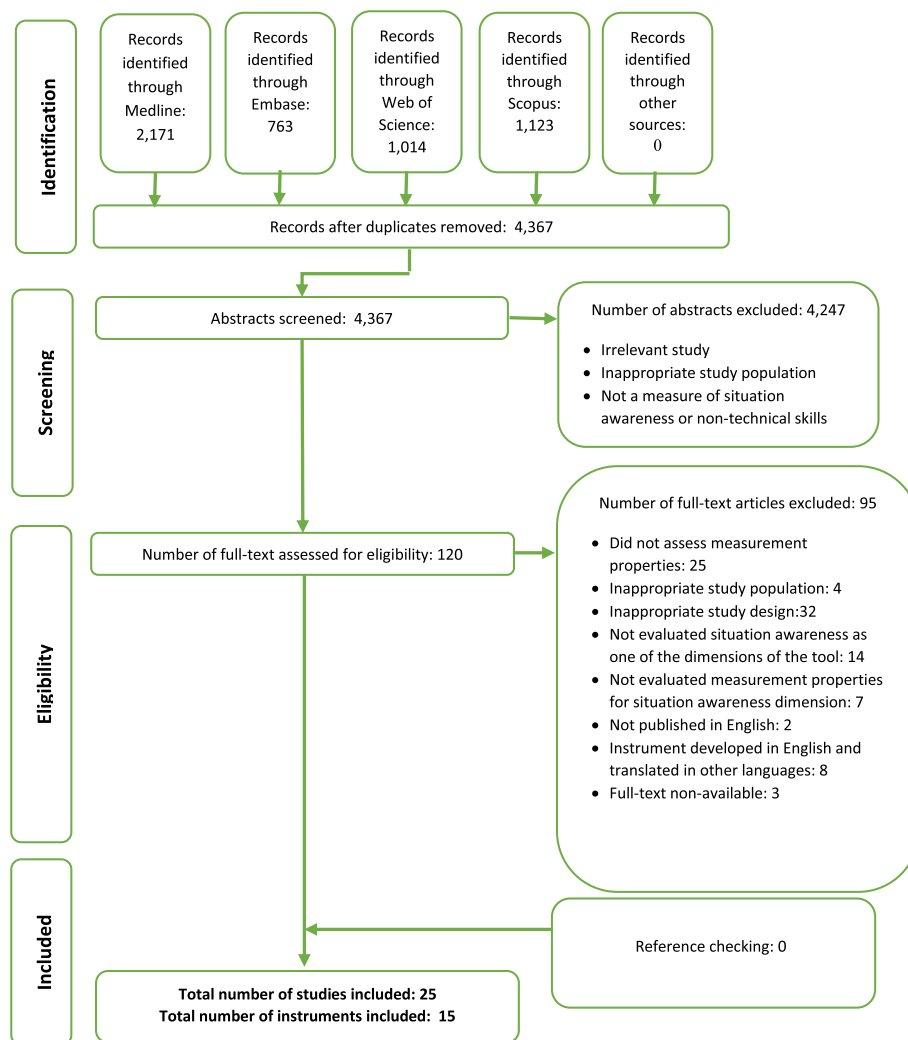 Identification
Records
identified
through
Medline:
2,171
Records
identified
through
Embase:
763
Records
identified
through
Web of
Science:
1,014
Records
identified
through
Scopus:
1,123
Records
identified
through
other
sources:
0
Records after duplicates removed: 4,367
Screening
Abstracts screened: 4,367
Number of abstracts excluded: 4,247
• Irrelevant study
• Inappropriate study population
• Not a measure of situation
awareness or non-technical skills
Eligibility
Number of full-text assessed for eligibility: 120
Number of full-text articles excluded: 95
• Did not assess measurement
properties: 25
• Inappropriate study population: 4
• Inappropriate study design:32
• Not evaluated situation awareness as
one of the dimensions of the tool: 14
• Not evaluated measurement properties
for situation awareness dimension: 7
• Not published in English: 2
• Instrument developed in English and
translated in other languages: 8
• Full-text non-available: 3
Included
Reference checking: 0
Total number of studies included: 25
Total number of instruments included: 15